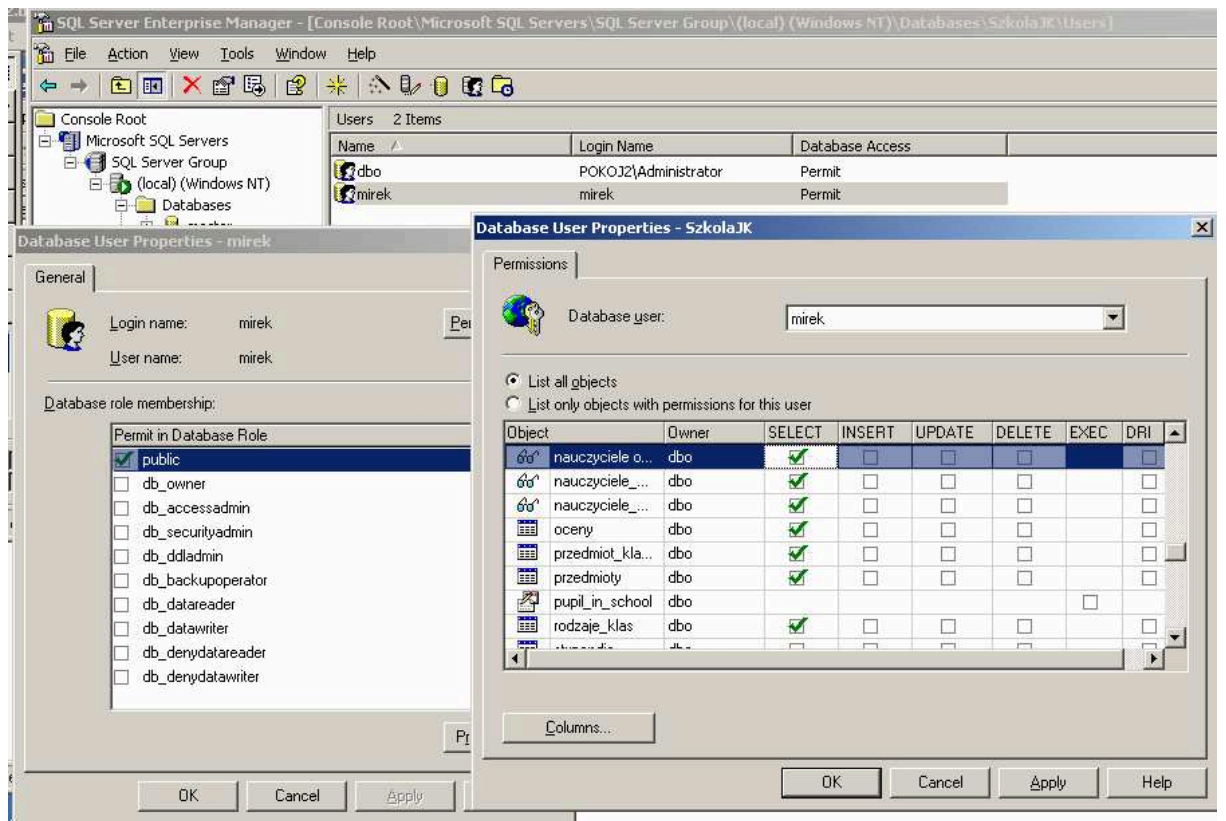 SQL Server Enterprise Manager - [Console Root\Microsoft SQL Servers\SQL Server Group\(local) (Windows NT)\Databases\SzkolaJK\Users]
File Action View Tools Window Help
Console Root
Microsoft SQL Servers
SQL Server Group
(local) (Windows NT)
Databases
Users 2 Items
Name Login Name Database Access
dbo POKOJ2\Administrator Permit
mirek mirek Permit
Database User Properties - mirek
General
Login name: mirek
User name: mirek
Database role membership:
Permit in Database Role
public
db_owner
db_accessadmin
db_securityadmin
db_ddladmin
db_backupoperator
db_datareader
db_datawriter
db_denydatareader
db_denydatawriter
OK Cancel Apply
Database User Properties - SzkolaJK
Permissions
Database user: mirek
List all objects
List only objects with permissions for this user
Object Owner SELECT INSERT UPDATE DELETE EXEC DRI
nauczyciele o... dbo
nauczyciele_... dbo
nauczyciele_... dbo
oceny dbo
przedmiot_kla... dbo
przedmioty dbo
pupil_in_school dbo
rodzaje_klas dbo
Columns...
OK Cancel Apply Help